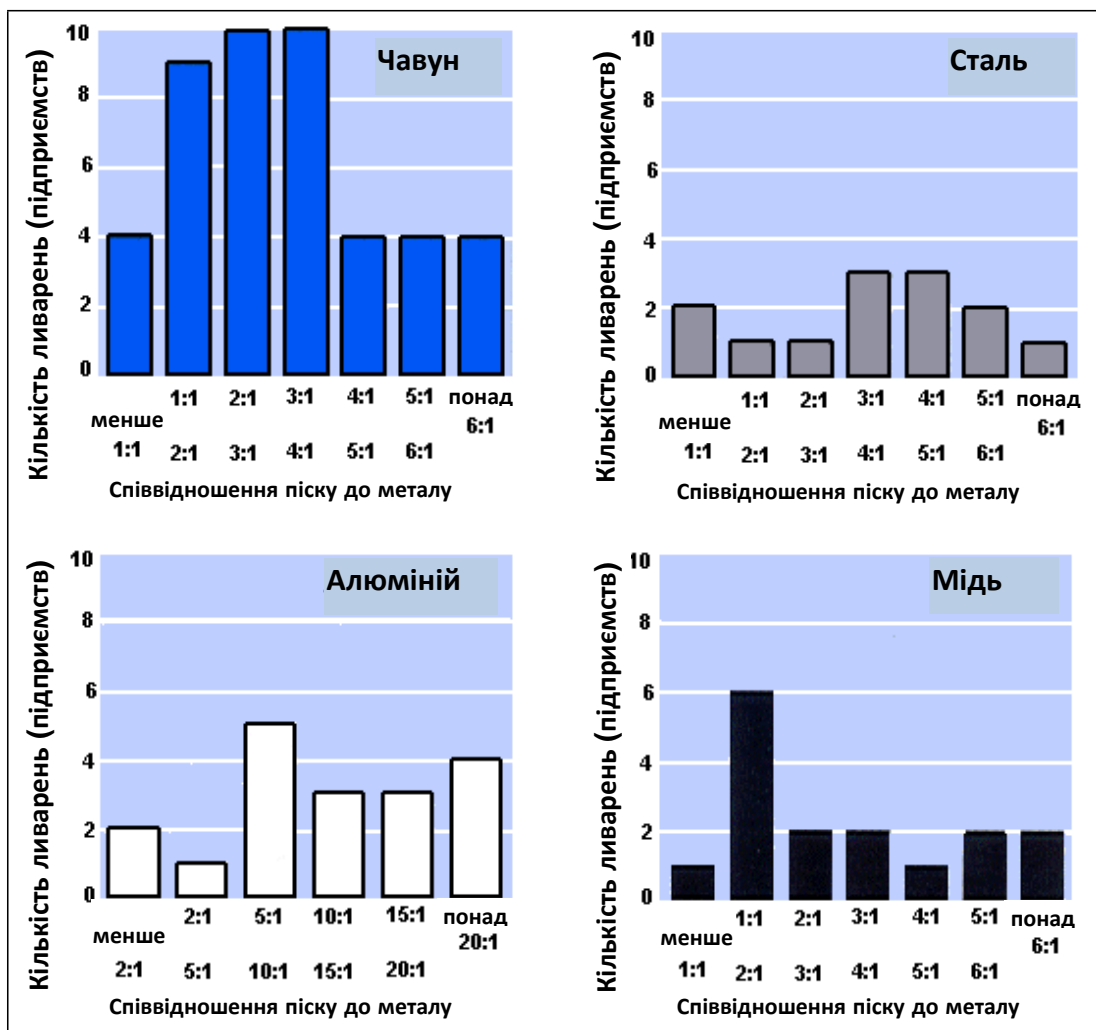 Чавун
Кількість ливарень (підприємств)
10
8
6
4
2
0
1:1 2:1 3:1 4:1 5:1 понад
менше 6:1
1:1 2:1 3:1 4:1 5:1 6:1
Співвідношення піску до металу
Сталь
Кількість ливарень (підприємств)
10
8
6
4
2
0
1:1 2:1 3:1 4:1 5:1 понад
менше 6:1
1:1 2:1 3:1 4:1 5:1 6:1
Співвідношення піску до металу
Алюміній
Кількість ливарень (підприємств)
10
8
6
4
2
0
2:1 5:1 10:1 15:1 понад
менше 20:1
2:1 5:1 10:1 15:1 20:1
Співвідношення піску до металу
Мідь
Кількість ливарень (підприємств)
10
8
6
4
2
0
1:1 2:1 3:1 4:1 5:1 понад
менше 6:1
1:1 2:1 3:1 4:1 5:1 6:1
Співвідношення піску до металу